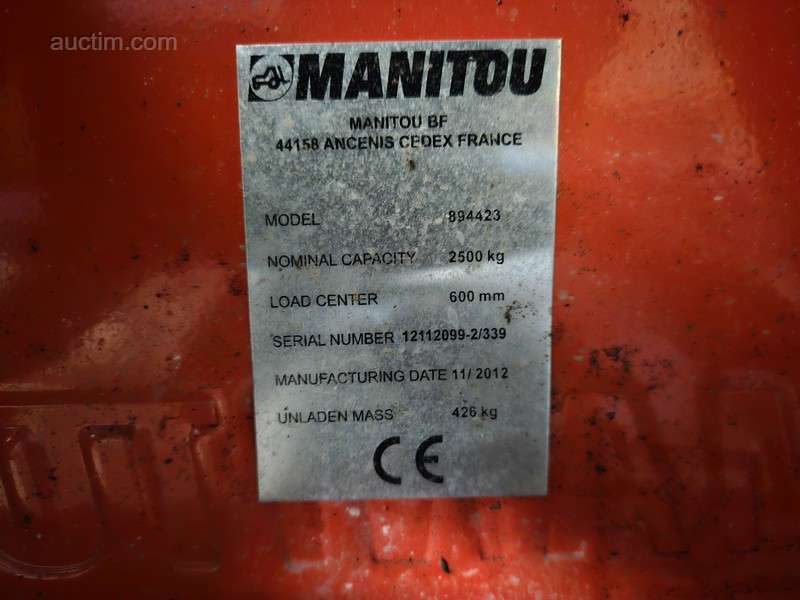 auctim.com
MANITOU
MANITOU BF
44158 ANCENIS CEDEX FRANCE
MODEL 894423
NOMINAL CAPACITY 2500 kg
LOAD CENTER 600 mm
SERIAL NUMBER 12112099-2/339
MANUFACTURING DATE 11/ 2012
UNLADEN MASS 426 kg
CE